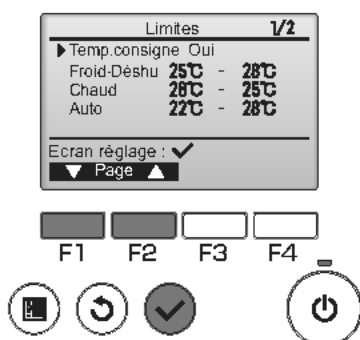 Limites 1/2
Temp.consigne Oui
Froid-Déshu 25℃ - 28℃
Chaud 20℃ - 25℃
Auto 22℃ - 28℃
Ecran réglage : ✔
▼ Page ▲
F1 F2 F3 F4